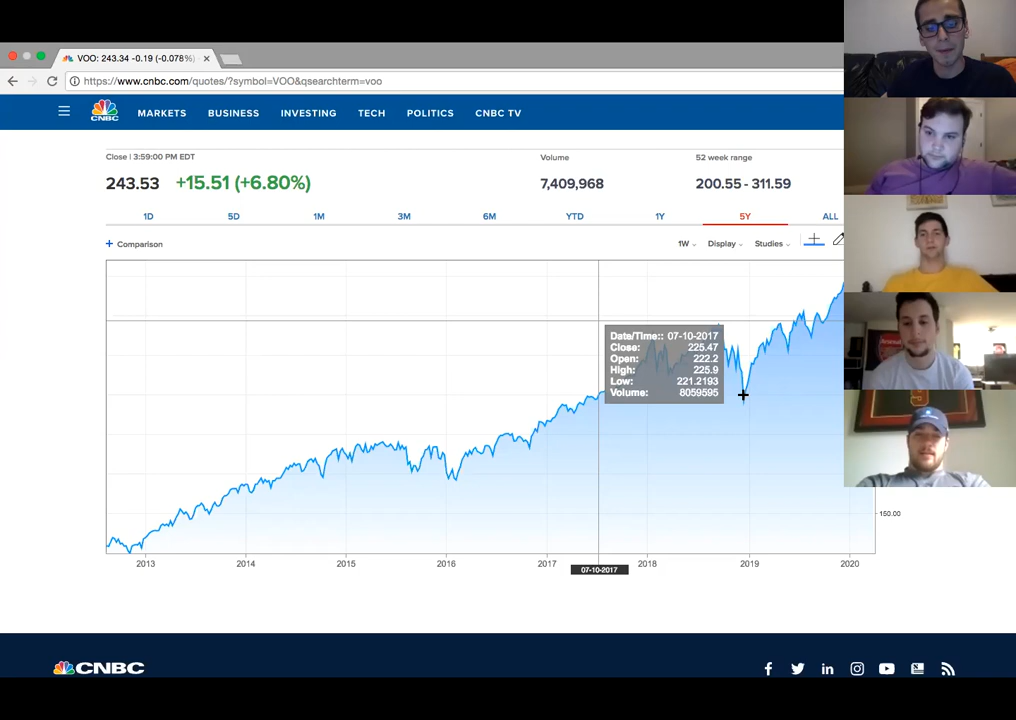 VOO: 243.34 -0.19 (-0.078%)
https://www.cnbc.com/quotes/?symbol=VOO&qsearchterm=voo
CNBC MARKETS BUSINESS INVESTING TECH POLITICS CNBC TV
Close | 3:59:00 PM EDT Volume 52 week range
243.53 +15.51 (+6.80%) 7,409,968 200.55 - 311.59
1D 5D 1M 3M 6M YTD 1Y 5Y ALL
+ Comparison 1W Display Studies
Date/Time:: 07-10-2017
Close: 225.47
Open: 222.2
High: 225.9
Low: 221.2193
Volume: 8059595
150.00
2013 2014 2015 2016 2017 2018 2019 2020
07-10-2017
CNBC